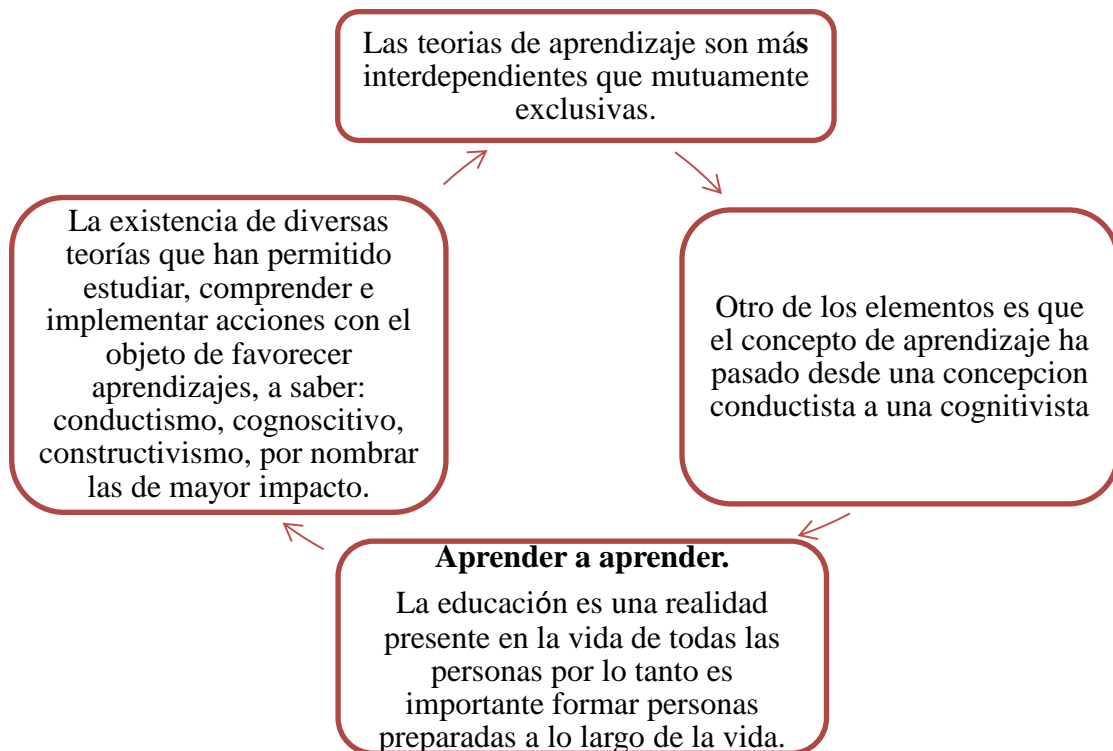 Las teorias de aprendizaje son más
interdependientes que mutuamente
exclusivas.
Otro de los elementos es que
el concepto de aprendizaje ha
pasado desde una concepcion
conductista a una cognitivista
Aprender a aprender.
La educación es una realidad
presente en la vida de todas las
personas por lo tanto es
importante formar personas
preparadas a lo largo de la vida.
La existencia de diversas
teorías que han permitido
estudiar, comprender e
implementar acciones con el
objeto de favorecer
aprendizajes, a saber:
conductismo, cognoscitivo,
constructivismo, por nombrar
las de mayor impacto.